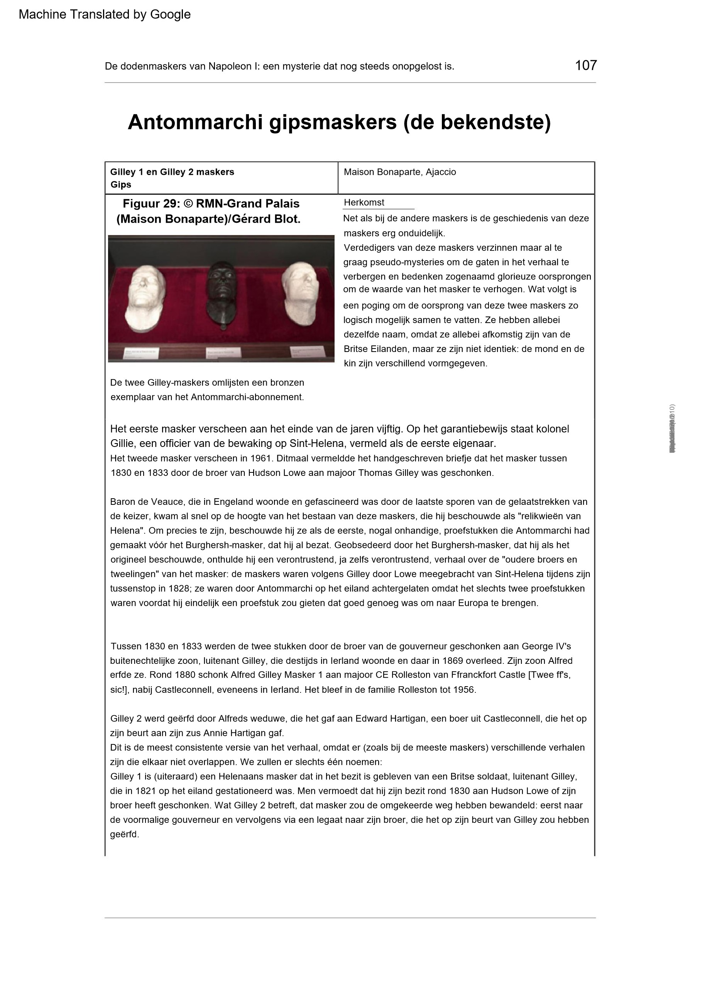 Machine Translated by Google
De dodenmaskers van Napoleon I: een mysterie dat nog steeds onopgelost is.
107
Antommarchi gipsmaskers (de bekendste)
Gilley 1 en Gilley 2 maskers
Gips
Maison Bonaparte, Ajaccio
Figuur 29: © RMN-Grand Palais
(Maison Bonaparte)/Gérard Blot.
De twee Gilley-maskers omlijsten een bronzen
exemplaar van het Antommarchi-abonnement.
Herkomst
Net als bij de andere maskers is de geschiedenis van deze
maskers erg onduidelijk.
Verdedigers van deze maskers verzinnen maar al te
graag pseudo-mysteries om de gaten in het verhaal te
verbergen en bedenken zogenaamd glorieuze oorsprongen
om de waarde van het masker te verhogen. Wat volgt is
een poging om de oorsprong van deze twee maskers zo
logisch mogelijk samen te vatten. Ze hebben allebei
dezelfde naam, omdat ze allebei afkomstig zijn van de
Britse Eilanden, maar ze zijn niet identiek: de mond en de
kin zijn verschillend vormgegeven.
Het eerste masker verscheen aan het einde van de jaren vijftig. Op het garantiebewijs staat kolonel
Gillie, een officier van de bewaking op Sint-Helena, vermeld als de eerste eigenaar.
Het tweede masker verscheen in 1961. Ditmaal vermeldde het handgeschreven briefje dat het masker tussen
1830 en 1833 door de broer van Hudson Lowe aan majoor Thomas Gilley was geschonken.
Baron de Veauce, die in Engeland woonde en gefascineerd was door de laatste sporen van de gelaatstrekken van
de keizer, kwam al snel op de hoogte van het bestaan van deze maskers, die hij beschouwde als "relikwieën van
Helena". Om precies te zijn, beschouwde hij ze als de eerste, nogal onhandige, proefstukken die Antommarchi had
gemaakt vóór het Burghersh-masker, dat hij al bezat. Geobsedeerd door het Burghersh-masker, dat hij als het
origineel beschouwde, onthulde hij een verontrustend, ja zelfs verontrustend, verhaal over de "oudere broers en
tweelingen" van het masker: de maskers waren volgens Gilley door Lowe meegebracht van Sint-Helena tijdens zijn
tussenstop in 1828; ze waren door Antommarchi op het eiland achtergelaten omdat het slechts twee proefstukken
waren voordat hij eindelijk een proefstuk zou gieten dat goed genoeg was om naar Europa te brengen.
Tussen 1830 en 1833 werden de twee stukken door de broer van de gouverneur geschonken aan George IV's
buitenechtelijke zoon, luitenant Gilley, die destijds in Ierland woonde en daar in 1869 overleed. Zijn zoon Alfred
erfde ze. Rond 1880 schonk Alfred Gilley Masker 1 aan majoor CE Rolleston van Ffranckfort Castle [Twee ff's,
sic!], nabij Castleconnell, eveneens in Ierland. Het bleef in de familie Rolleston tot 1956.
Gilley 2 werd geërfd door Alfreds weduwe, die het gaf aan Edward Hartigan, een boer uit Castleconnell, die het op
zijn beurt aan zijn zus Annie Hartigan gaf.
Dit is de meest consistente versie van het verhaal, omdat er (zoals bij de meeste maskers) verschillende verhalen
zijn die elkaar niet overlappen. We zullen er slechts één noemen:
Gilley 1 is (uiteraard) een Helenaans masker dat in het bezit is gebleven van een Britse soldaat, luitenant Gilley,
die in 1821 op het eiland gestationeerd was. Men vermoedt dat hij zijn bezit rond 1830 aan Hudson Lowe of zijn
broer heeft geschonken. Wat Gilley 2 betreft, dat masker zou de omgekeerde weg hebben bewandeld: eerst naar
de voormalige gouverneur en vervolgens via een legaat naar zijn broer, die het op zijn beurt van Gilley zou hebben
geërfd.